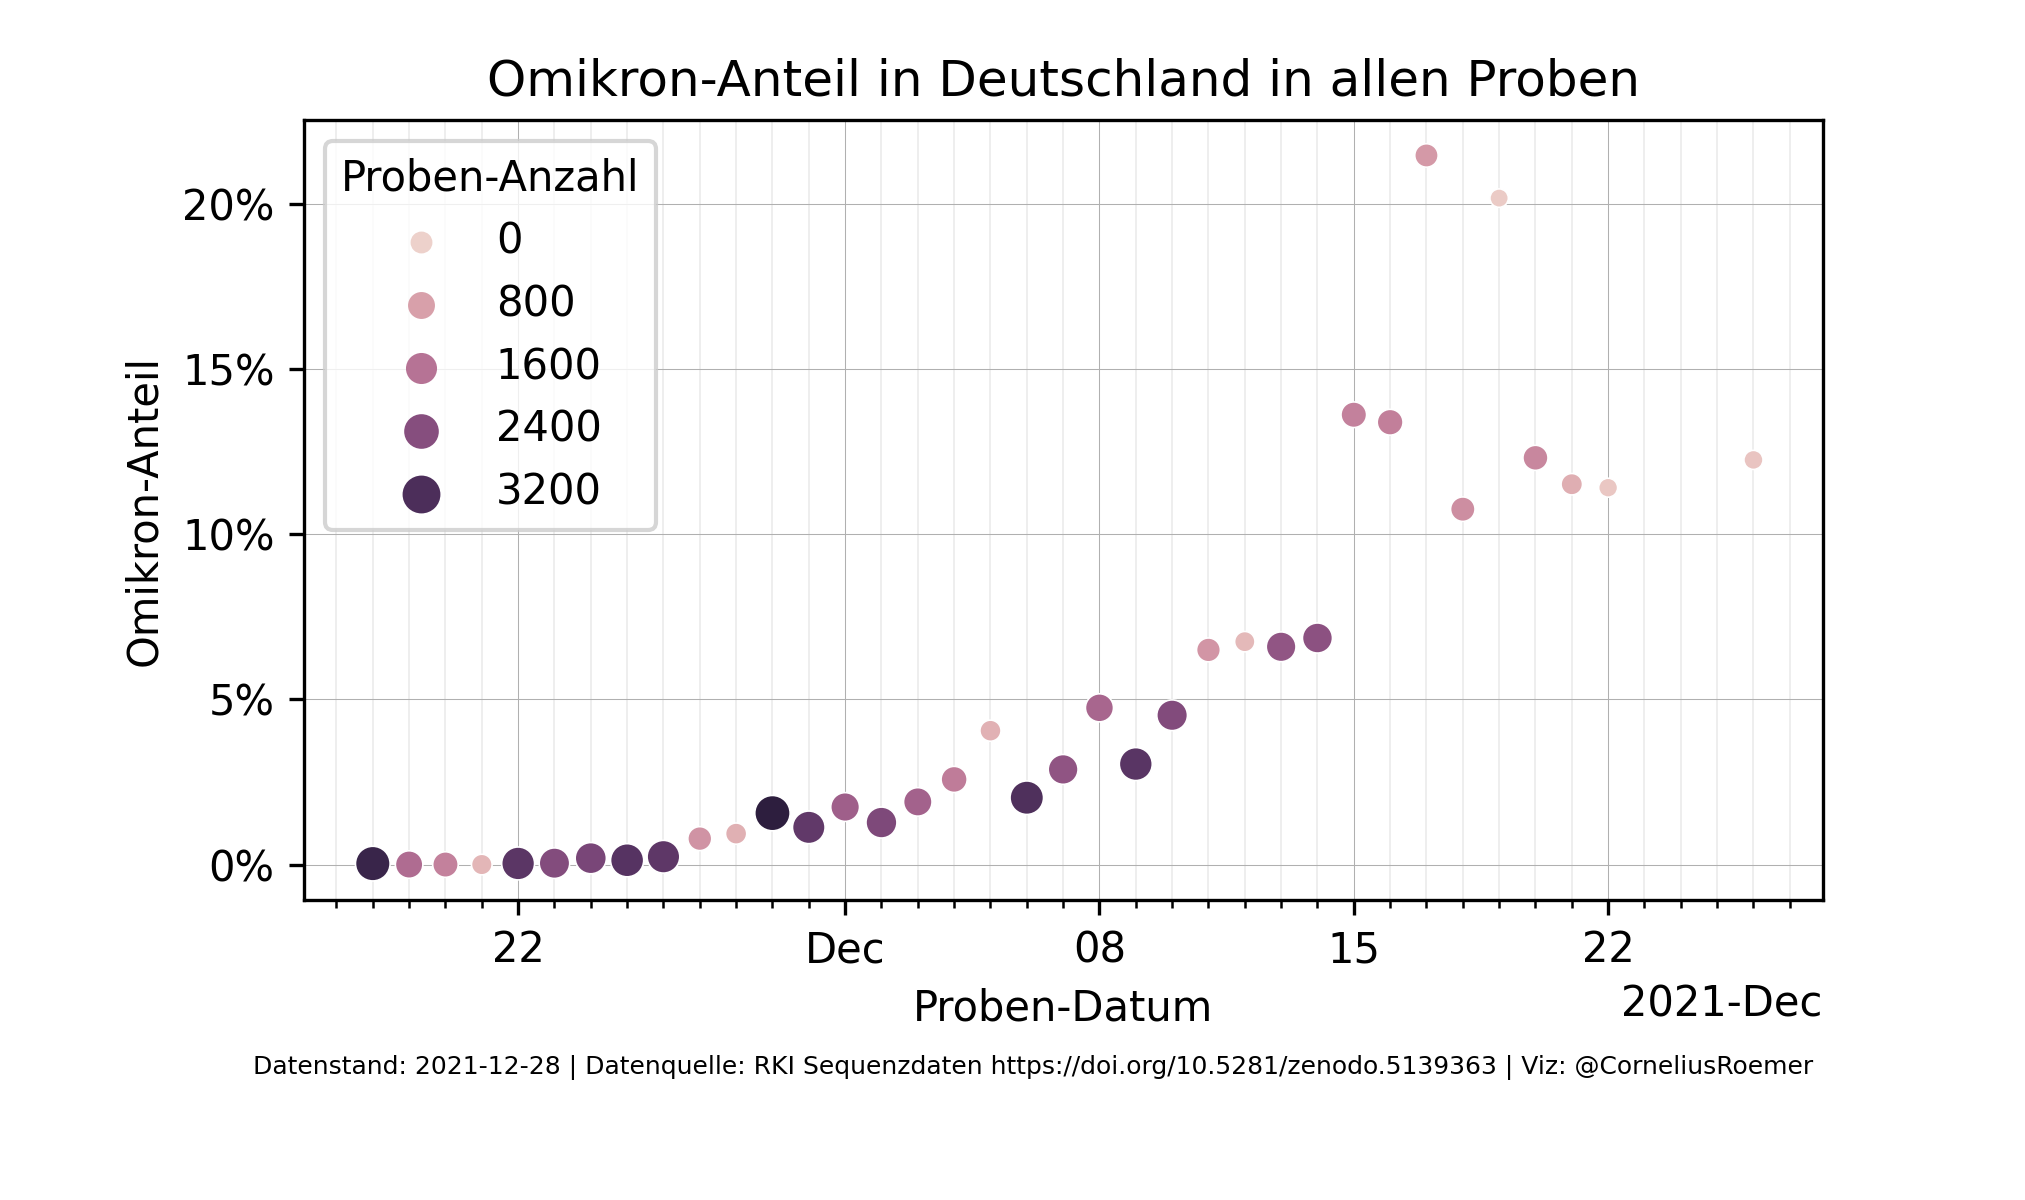 Omikron-Anteil in Deutschland in allen Proben
Proben-Anzahl
0
800
1600
2400
3200
20%
15%
10%
5%
0%
Omikron-Anteil
22
Dec
08
15
22
Proben-Datum
2021-Dec
Datenstand: 2021-12-28 | Datenquelle: RKI Sequenzdaten https://doi.org/10.5281/zenodo.5139363 | Viz: @CorneliusRoemer